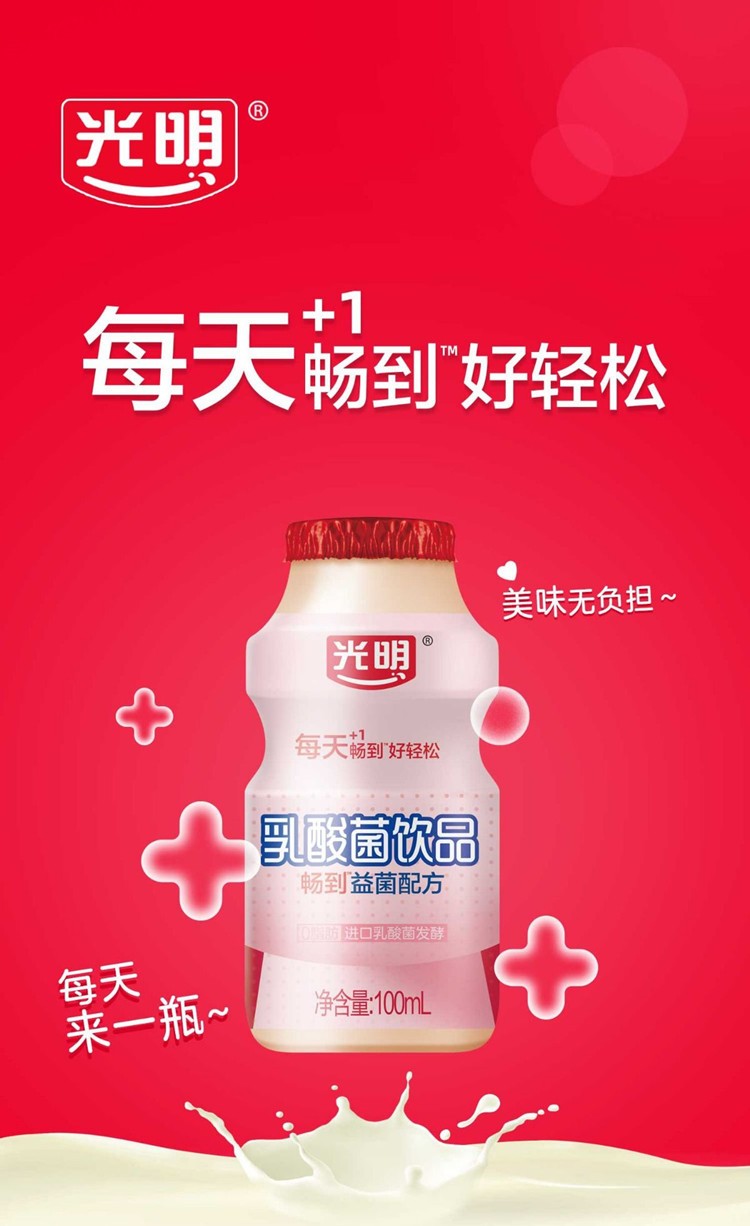 光明®
每天+1畅到™好轻松
美味无负担~
光明®
每天+1畅到™好轻松
乳酸菌饮品
畅到™益菌配方
进口乳酸菌发酵
净含量:100mL
每天
来一瓶~